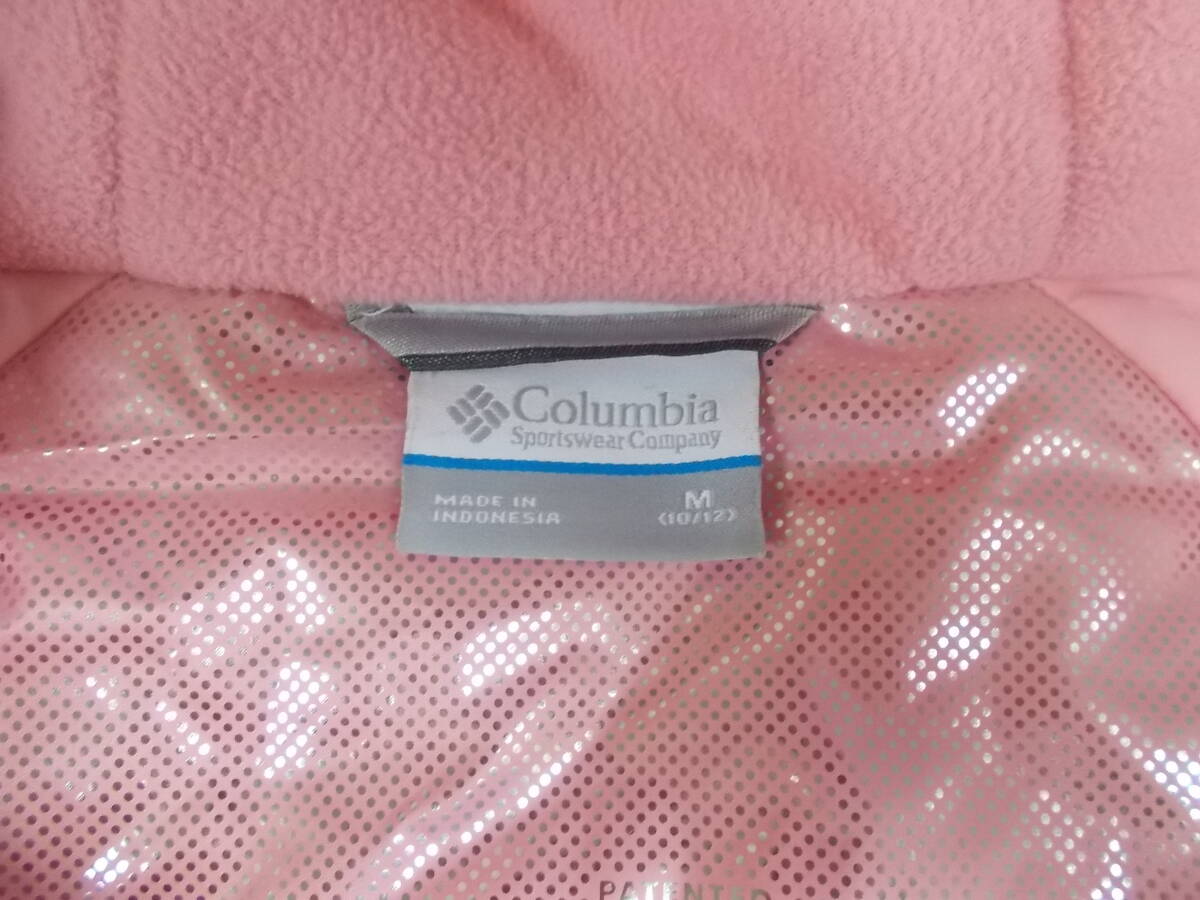 Columbia
Sportswear Company
MADE IN
INDONESIA
M
(10/12)
PATENTED